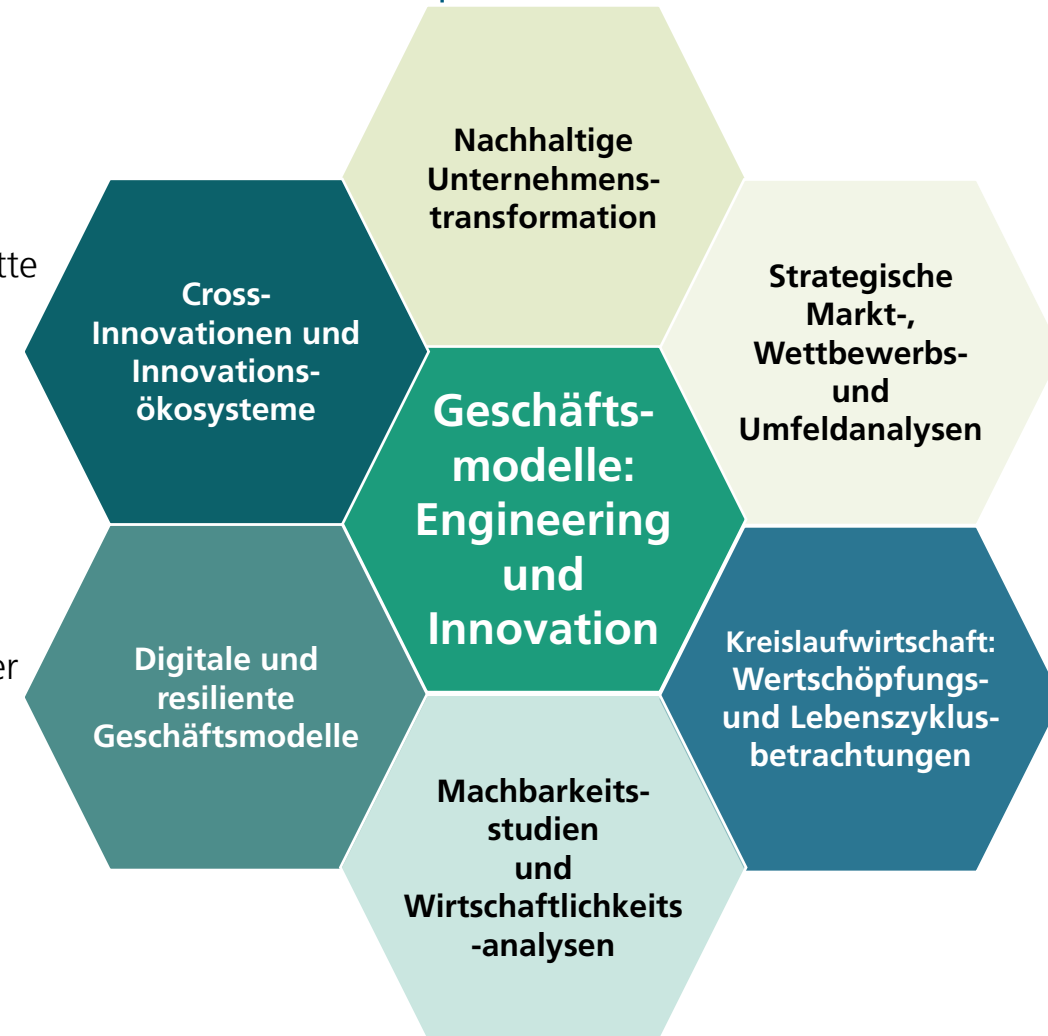 Nachhaltige
Unternehmens-
transformation
Strategische
Markt-,
Wettbewerbs-
und
Umfeldanalysen
Cross-
Innovationen und
Innovations-
ökosysteme
Geschäfts-
modelle:
Engineering
und
Innovation
Kreislaufwirtschaft:
Wertschöpfungs-
und Lebenszyklus-
betrachtungen
Digitale und
resiliente
Geschäftsmodelle
Machbarkeits-
studien
und
Wirtschaftlichkeits
-analysen